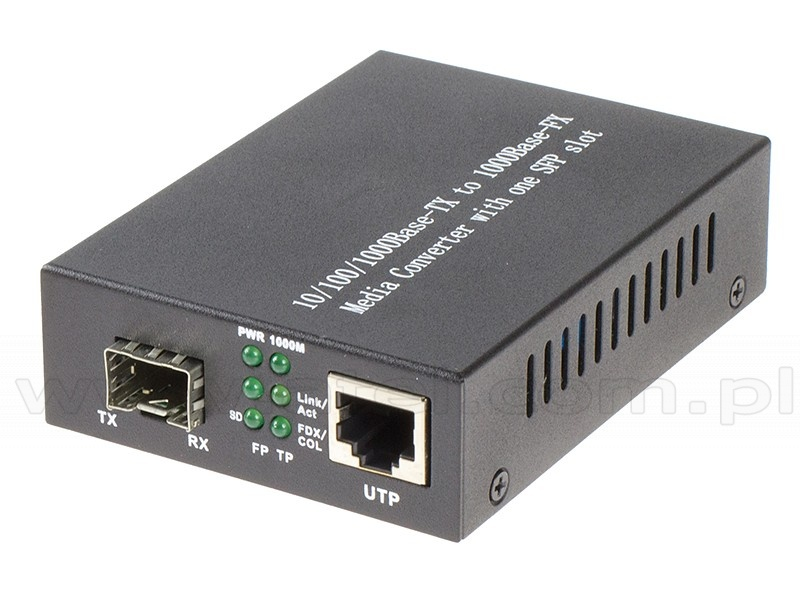 10/100/1000Base-TX to 1000Base-FX
Media Converter with one SFP slot
PWR 1000M
Link/
Act
SD
FDX/
COL
FP TP
TX
RX
UTP